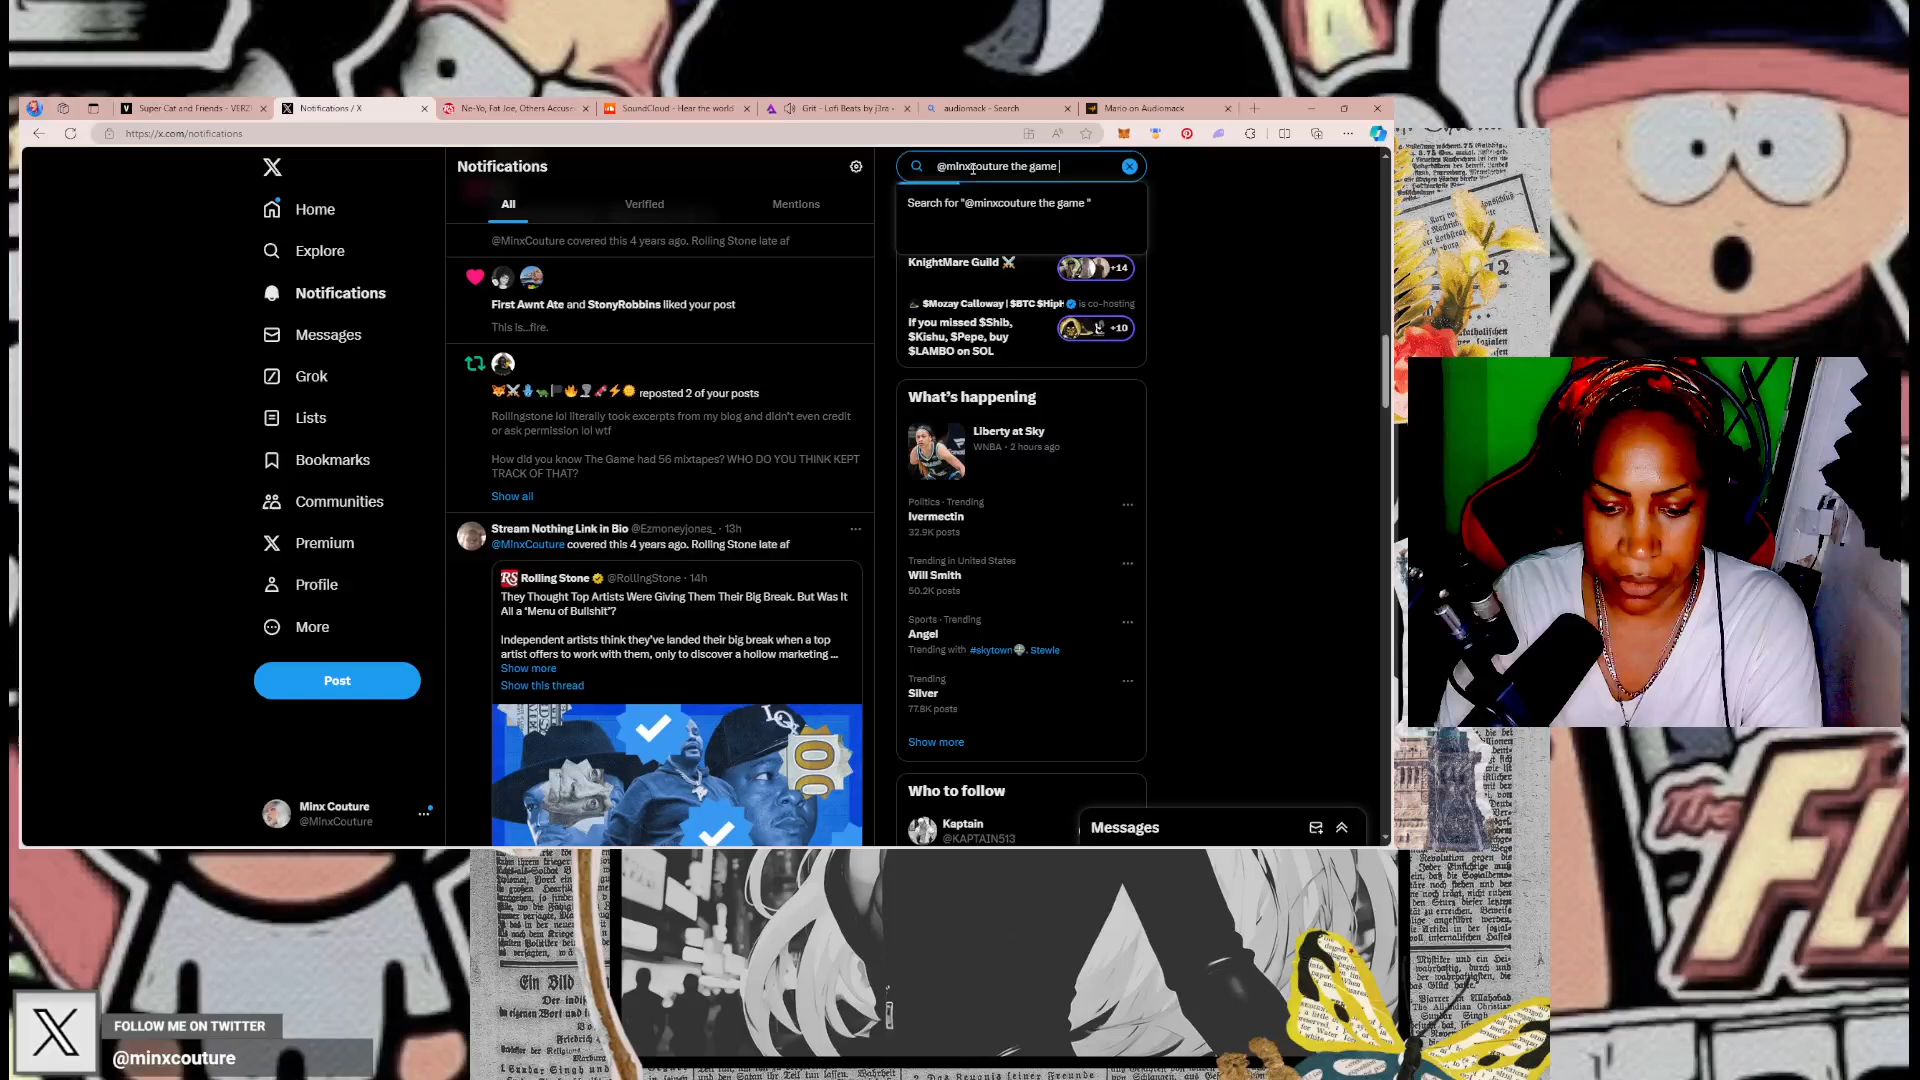 Super Cat and Friends - VERZ
Notifications / X
Ne-Yo, Fat Joe, Others Accuse
SoundCloud - Hear the world
Grit - Lofi Beats by j3ra •
audiomack - Search
Mario on Audiomack
https://x.com/notifications
Notifications
@minxcouture the game
Search for "@minxcouture the game "
All
Verified
Mentions
Home
Explore
Notifications
Messages
Grok
Lists
Bookmarks
Communities
Premium
Profile
More
Post
Minx Couture
@MinxCouture
@MinxCouture covered this 4 years ago. Rolling Stone late af
First Awnt Ate and StonyRobbins liked your post
This is...fire.
reposted 2 of your posts
Rollingstone lol literally took excerpts from my blog and didn't even credit
or ask permission lol wtf
How did you know The Game had 56 mixtapes? WHO DO YOU THINK KEPT
TRACK OF THAT?
Show all
Stream Nothing Link in Bio @Ezmoneyjones_ · 13h
@MinxCouture covered this 4 years ago. Rolling Stone late af
RS Rolling Stone @RollingStone · 14h
They Thought Top Artists Were Giving Them Their Big Break. But Was It
All a 'Menu of Bullshit'?
Independent artists think they've landed their big break when a top
artist offers to work with them, only to discover a hollow marketing ...
Show more
Show this thread
KnightMare Guild
+14
$Mozay Calloway | $BTC $HipH is co-hosting
If you missed $Shib,
$Kishu, $Pepe, buy
$LAMBO on SOL
+10
What's happening
Liberty at Sky
WNBA · 2 hours ago
Politics · Trending
Ivermectin
32.9K posts
Trending in United States
Will Smith
50.2K posts
Sports · Trending
Angel
Trending with #skytown, Stewie
Trending
Silver
77.8K posts
Show more
Who to follow
Kaptain
@KAPTAIN513
Messages
Ein Bild
FOLLOW ME ON TWITTER
@minxcouture